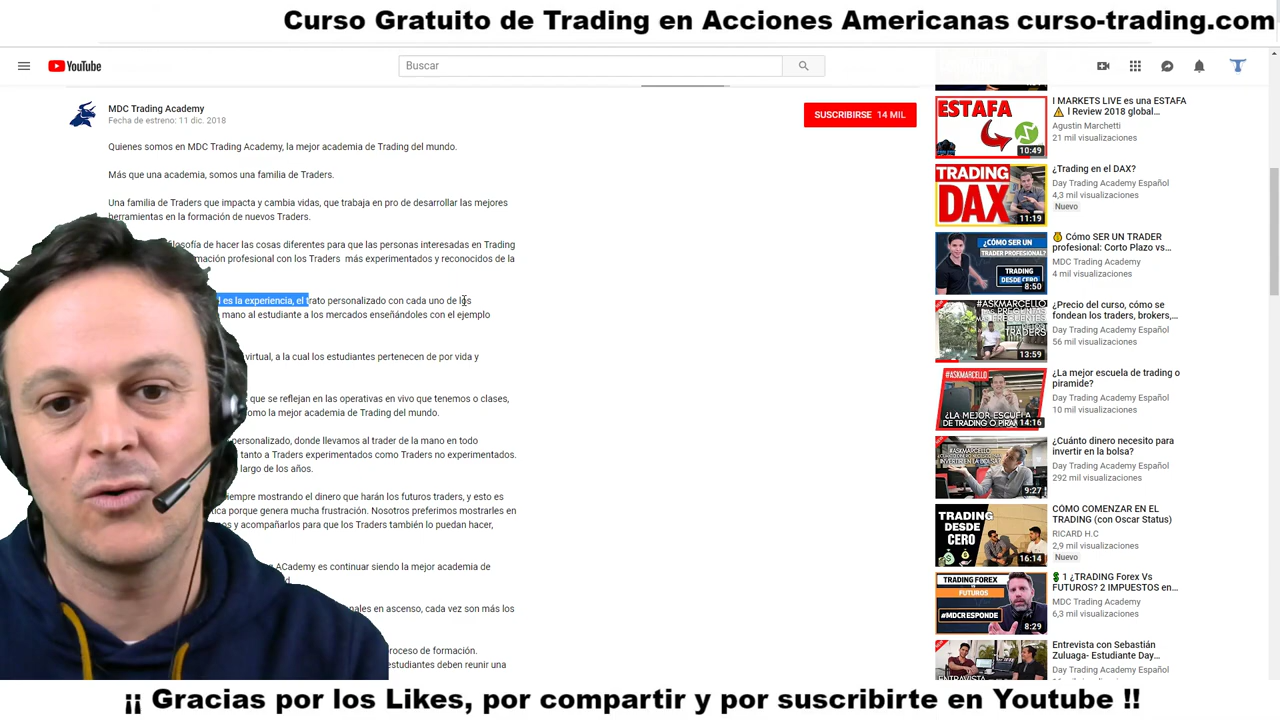 Curso Gratuito de Trading en Acciones Americanas curso-trading.com
YouTube
Buscar
MDC Trading Academy
Fecha de estreno: 11 dic. 2018
SUSCRIBIRSE 14 MIL
Quienes somos en MDC Trading Academy, la mejor academia de Trading del mundo.
Más que una academia, somos una familia de Traders.
Una familia de Traders que impacta y cambia vidas, que trabaja en pro de desarrollar las mejores
herramientas en la formación de nuevos Traders.
filosofía de hacer las cosas diferentes para que las personas interesadas en Trading
formación profesional con los Traders más experimentados y reconocidos de la
es la experiencia, el trato personalizado con cada uno de los
mano al estudiante a los mercados enseñándoles con el ejemplo
virtual, a la cual los estudiantes pertenecen de por vida y
que se reflejan en las operativas en vivo que tenemos o clases,
como la mejor academia de Trading del mundo.
personalizado, donde llevamos al trader de la mano en todo
tanto a Traders experimentados como Traders no experimentados.
largo de los años.
siempre mostrando el dinero que harán los futuros traders, y esto es
porque genera mucha frustración. Nosotros preferimos mostrarles en
y acompañarlos para que los Traders también lo puedan hacer,
ACademy es continuar siendo la mejor academia de
en ascenso, cada vez son más los
proceso de formación.
estudiantes deben reunir una
ESTAFA
10:49
I MARKETS LIVE es una ESTAFA
⚠ l Review 2018 global...
Agustin Marchetti
21 mil visualizaciones
TRADING
DAX
11:19
¿Trading en el DAX?
Day Trading Academy Español
4,3 mil visualizaciones
Nuevo
¿CÓMO SER UN
TRADER PROFESIONAL?
TRADING
DESDE CERO
8:50
Cómo SER UN TRADER
profesional: Corto Plazo vs...
MDC Trading Academy
4 mil visualizaciones
#ASKMARCELLO
LAS PREGUNTAS
MAS FRECUENTES
TRADERS
13:59
¿Precio del curso, cómo se
fondean los traders, brokers,...
Day Trading Academy Español
56 mil visualizaciones
#ASKMARCELLO
¿LA MEJOR ESCUELA
DE TRADING O PIRAM
14:16
¿La mejor escuela de trading o
piramide?
Day Trading Academy Español
10 mil visualizaciones
#ASKMARCELLO
9:27
¿Cuánto dinero necesito para
invertir en la bolsa?
Day Trading Academy Español
292 mil visualizaciones
TRADING
DESDE CERO
16:14
CÓMO COMENZAR EN EL
TRADING (con Oscar Status)
RICARD H.C
2,9 mil visualizaciones
Nuevo
TRADING FOREX
VS
FUTUROS?
#MDCRESPONDE
8:29
1 ¿TRADING Forex Vs
FUTUROS? 2 IMPUESTOS en...
MDC Trading Academy
6,3 mil visualizaciones
ENTREVISTA
Entrevista con Sebastián
Zuluaga- Estudiante Day...
Day Trading Academy Español
¡¡ Gracias por los Likes, por compartir y por suscribirte en Youtube !!